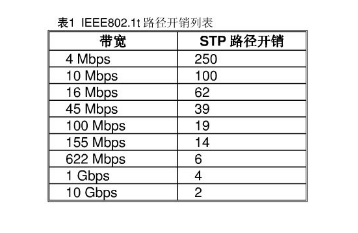 表1 IEEE802.1t 路径开销列表
带宽 STP 路径开销
4 Mbps 250
10 Mbps 100
16 Mbps 62
45 Mbps 39
100 Mbps 19
155 Mbps 14
622 Mbps 6
1 Gbps 4
10 Gbps 2